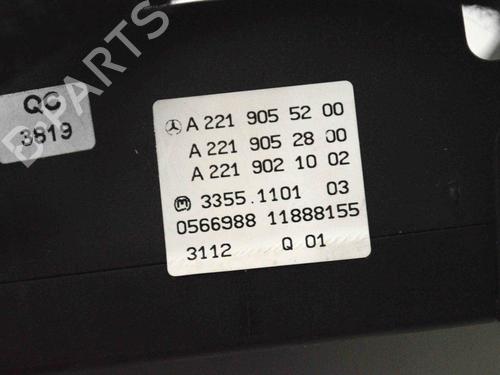 B-PARTS
QC
3819
A 221 905 52 00
A 221 905 28 00
A 221 902 10 02
M 3355.1101 03
0566988 11888155
3112 Q 01